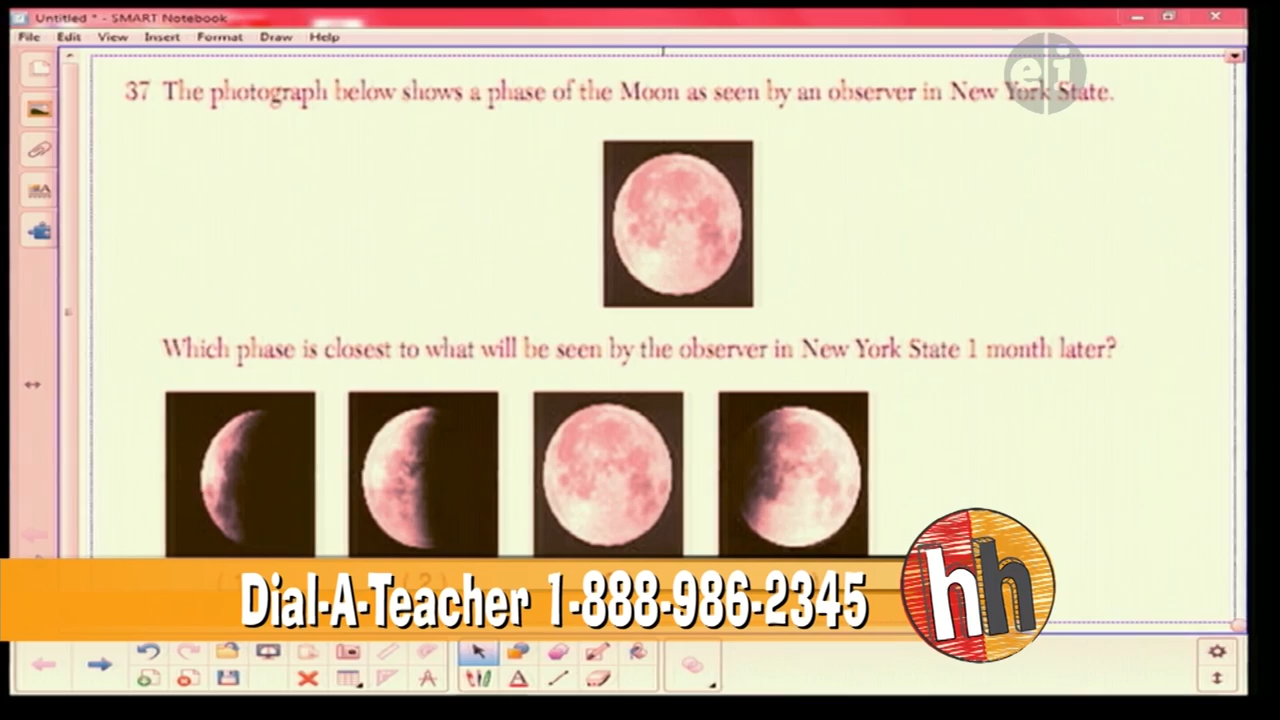 Untitled * - SMART Notebook
File Edit View Insert Format Draw Help
ei
37 The photograph below shows a phase of the Moon as seen by an observer in New York State.
Which phase is closest to what will be seen by the observer in New York State 1 month later?
Dial-A-Teacher 1-888-986-2345
hh